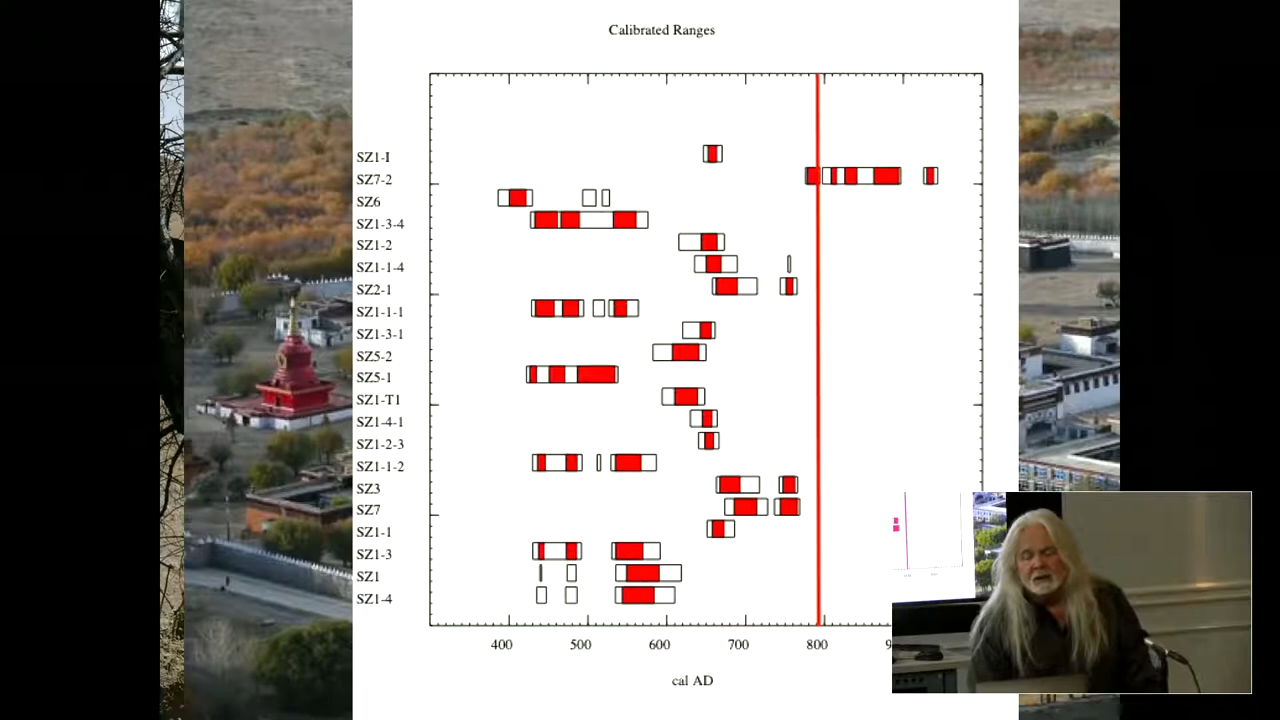 Calibrated Ranges
SZ1-I
SZ7-2
SZ6
SZ1-3-4
SZ1-2
SZ1-1-4
SZ2-1
SZ1-1-1
SZ1-3-1
SZ5-2
SZ5-1
SZ1-T1
SZ1-4-1
SZ1-2-3
SZ1-1-2
SZ3
SZ7
SZ1-1
SZ1-3
SZ1
SZ1-4
400 500 600 700 800
cal AD